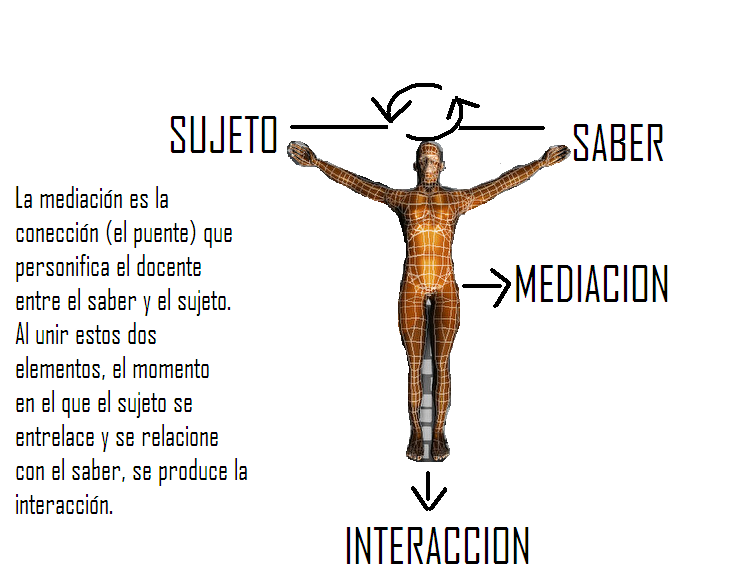 SUJETO
SABER
La mediación es la
conección (el puente) que
personifica el docente
entre el saber y el sujeto.
Al unir estos dos
elementos, el momento
en el que el sujeto se
entrelace y se relacione
con el saber, se produce la
interacción.
MEDIACION
INTERACCION